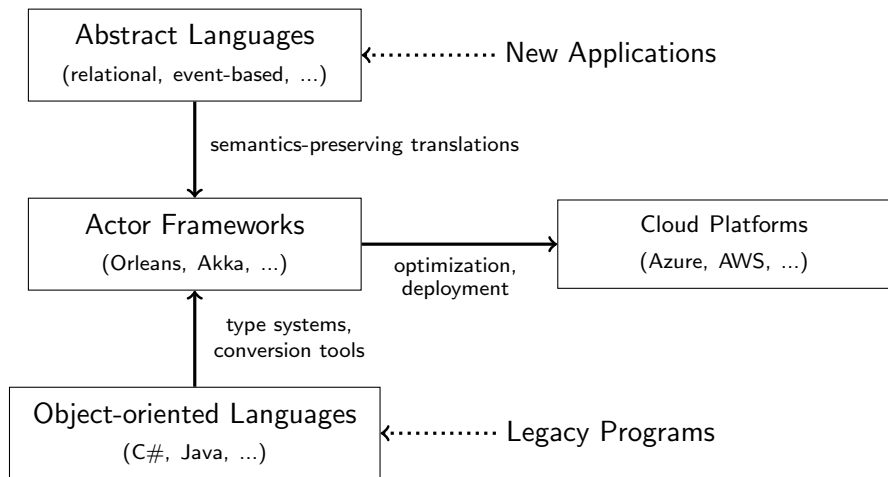 Abstract Languages
(relational, event-based, ...)
New Applications
semantics-preserving translations
Actor Frameworks
(Orleans, Akka, ...)
Cloud Platforms
(Azure, AWS, ...)
optimization,
deployment
type systems,
conversion tools
Object-oriented Languages
(C#, Java, ...)
Legacy Programs